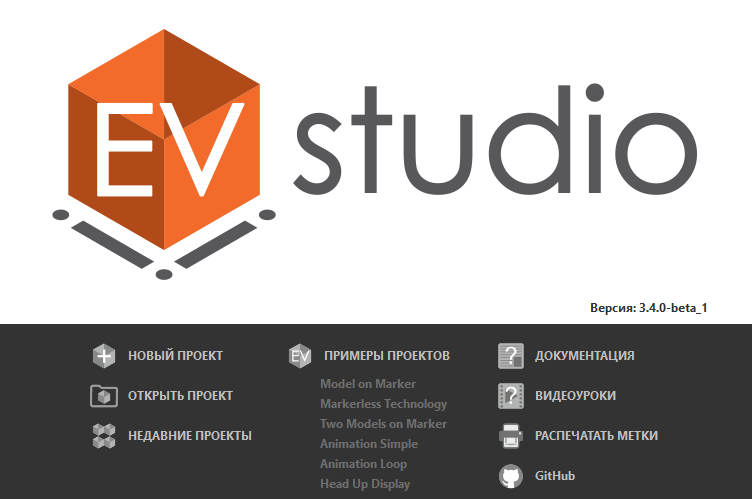 EV studio
Версия: 3.4.0-beta_1
НОВЫЙ ПРОЕКТ
ОТКРЫТЬ ПРОЕКТ
НЕДАВНИЕ ПРОЕКТЫ
EV ПРИМЕРЫ ПРОЕКТОВ
Model on Marker
Markerless Technology
Two Models on Marker
Animation Simple
Animation Loop
Head Up Display
? ДОКУМЕНТАЦИЯ
? ВИДЕОУРОКИ
РАСПЕЧАТАТЬ МЕТКИ
GitHub